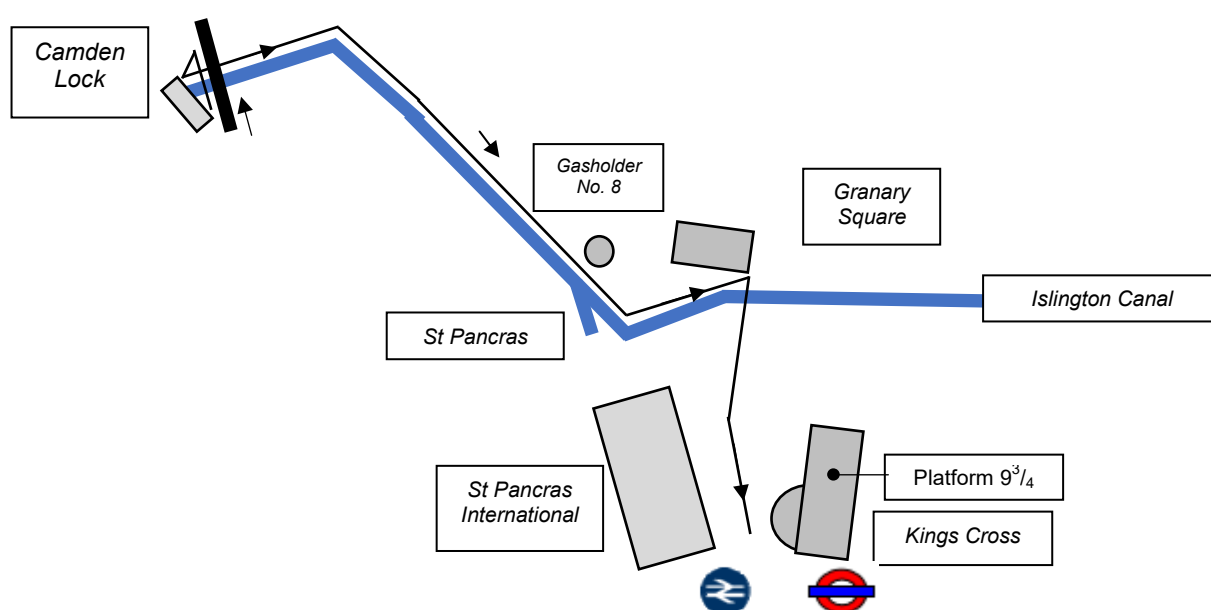 Camden
Lock
Gasholder
No. 8
Granary
Square
Islington Canal
St Pancras
St Pancras
International
Platform 9¾
Kings Cross